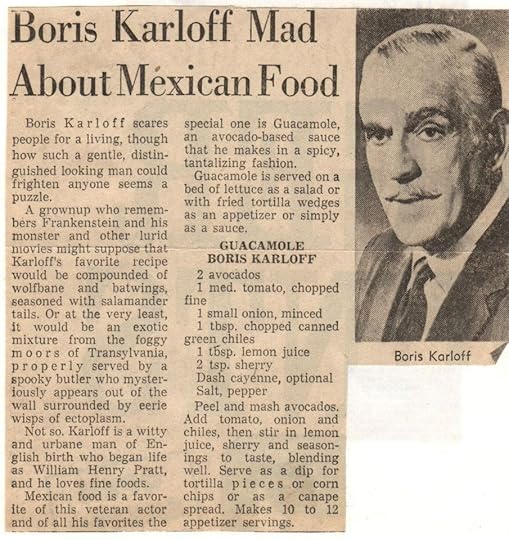 Boris Karloff Mad
About Mexican Food
Boris Karloff scares
people for a living, though
how such a gentle, distin-
guished looking man could
frighten anyone seems a
puzzle.
A grownup who remem-
bers Frankenstein and his
monster and other lurid
movies might suppose that
Karloff's favorite recipe
would be compounded of
wolfbane and batwings,
seasoned with salamander
tails. Or at the very least,
it would be an exotic
mixture from the foggy
moors of Transylvania,
properly served by a
spooky butler who myster-
iously appears out of the
wall surrounded by eerie
wisps of ectoplasm.
Not so. Karloff is a witty
and urbane man of En-
glish birth who began life
as William Henry Pratt,
and he loves fine foods.
Mexican food is a favor-
ite of this veteran actor
and of all his favorites the
special one is Guacamole,
an avocado-based sauce
that he makes in a spicy,
tantalizing fashion.
Guacamole is served on a
bed of lettuce as a salad or
with fried tortilla wedges
as an appetizer or simply
as a sauce.
GUACAMOLE
BORIS KARLOFF
2 avocados
1 med. tomato, chopped
fine
1 small onion, minced
1 tbsp. chopped canned
green chiles
1 tbsp. lemon juice
2 tsp. sherry
Dash cayenne, optional
Salt, pepper
Peel and mash avocados.
Add tomato, onion and
chiles, then stir in lemon
juice, sherry and season-
ings to taste, blending
well. Serve as a dip for
tortilla pieces or corn
chips or as a canape
spread. Makes 10 to 12
appetizer servings.
Boris Karloff